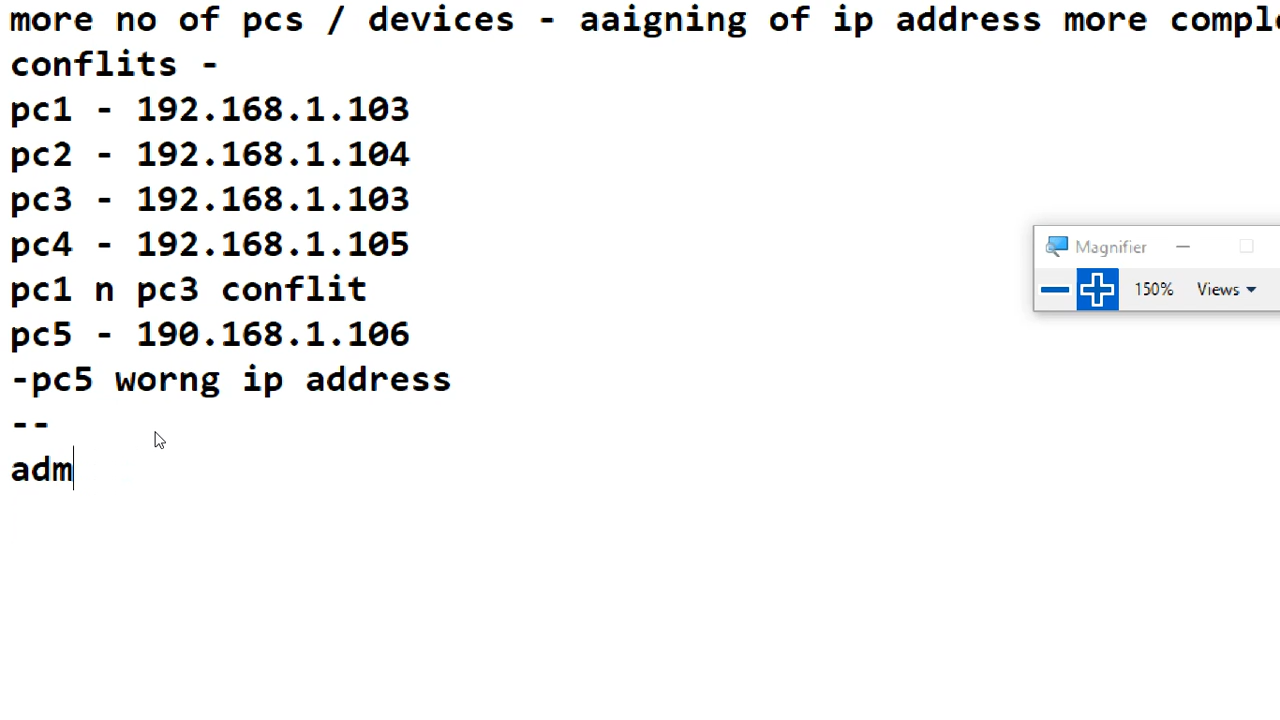 more no of pcs / devices - aaigning of ip address more comple
conflits -
pc1 - 192.168.1.103
pc2 - 192.168.1.104
pc3 - 192.168.1.103
pc4 - 192.168.1.105
Magnifier
pc1 n pc3 conflit
150% Views
pc5 - 190.168.1.106
-pc5 worng ip address
--
adm